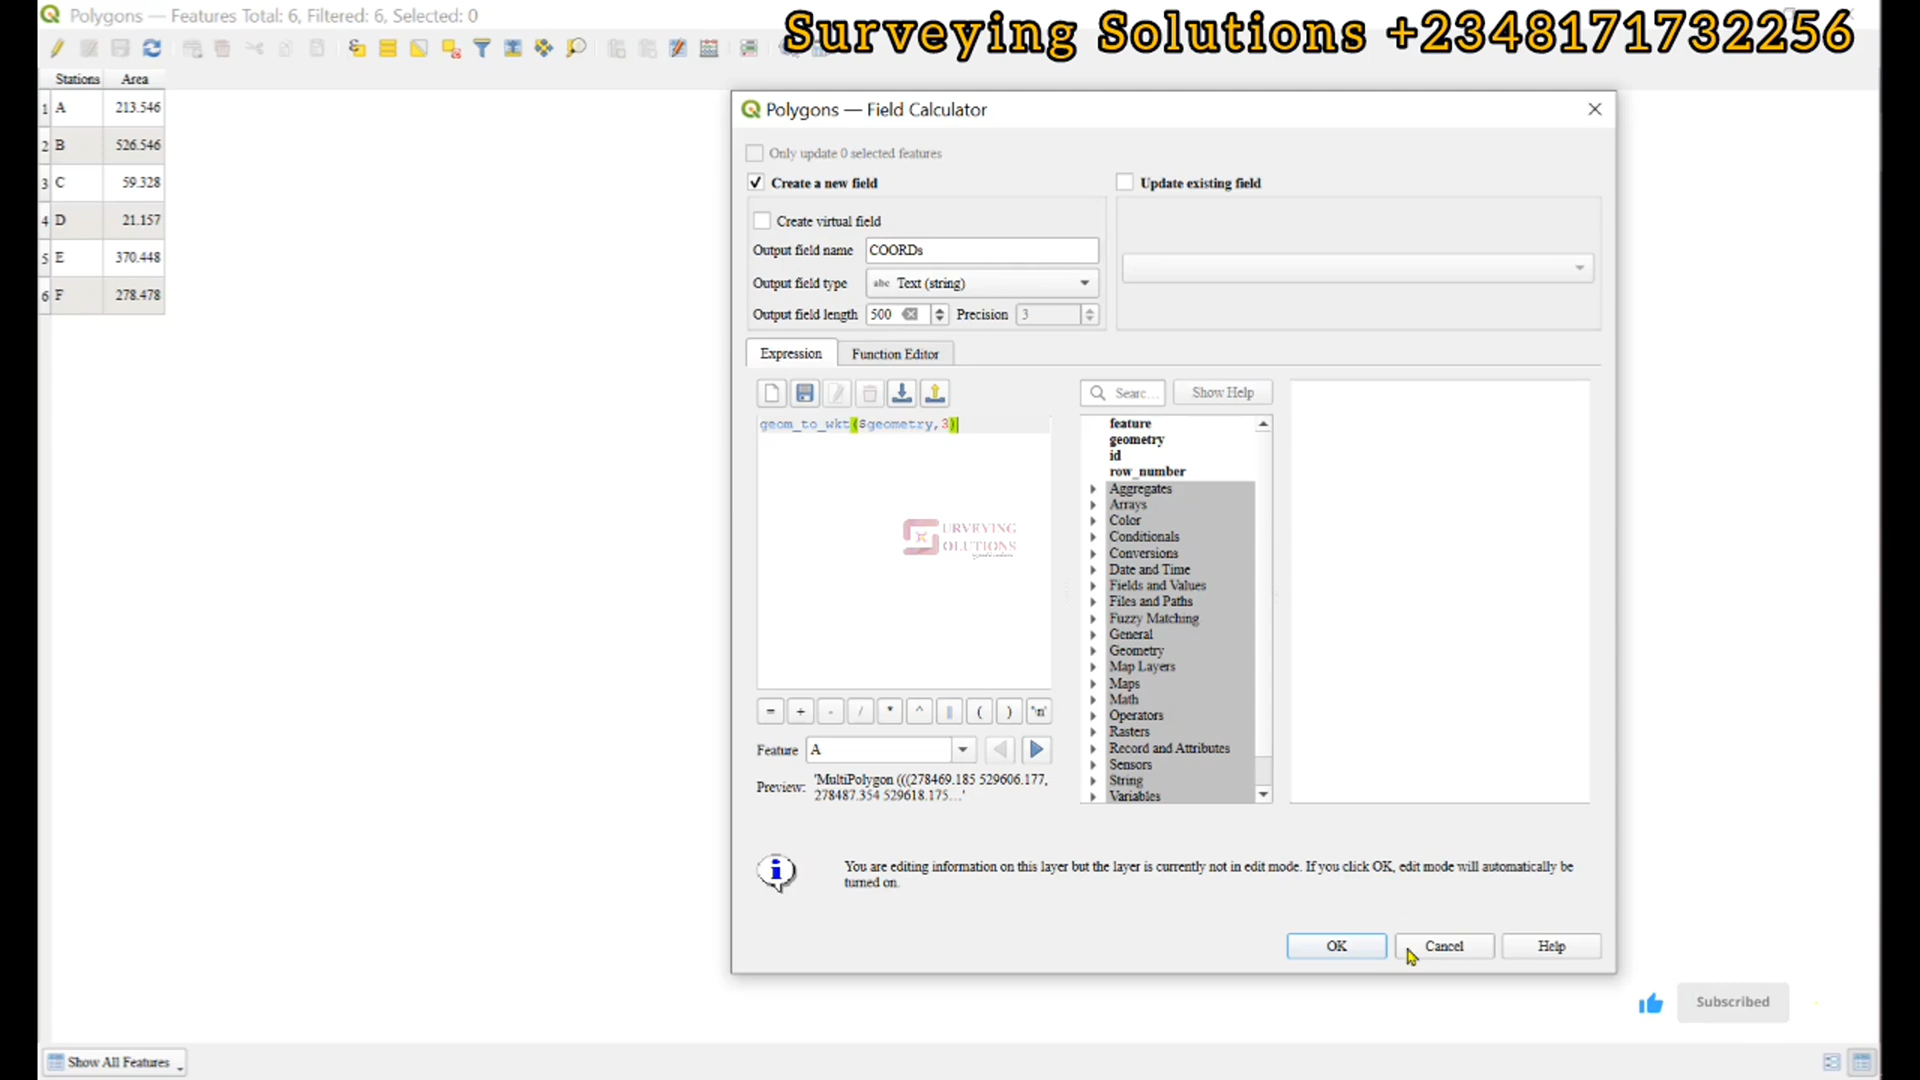 Polygons — Features Total: 6, Filtered: 6, Selected: 0
Surveying Solutions +2348171732256
Stations Area
1 A 213.546
2 B 526.546
3 C 59.328
4 D 21.157
5 E 370.448
6 F 278.478
Polygons — Field Calculator
Only update 0 selected features
Create a new field
Update existing field
Create virtual field
Output field name COORDs
Output field type abc Text (string)
Output field length 500 Precision 3
Expression Function Editor
Searc... Show Help
geom_to_wkt($geometry,3)
feature
geometry
id
row_number
Aggregates
Arrays
Color
Conditionals
Conversions
Date and Time
Fields and Values
Files and Paths
Fuzzy Matching
General
Geometry
Map Layers
Maps
Math
Operators
Rasters
Record and Attributes
Sensors
String
Variables
SURVEYING
SOLUTIONS
= + - / * ^ || ( ) '\n'
Feature A
Preview: 'MultiPolygon (((278469.185 529606.177,
278487.354 529618.175...'
You are editing information on this layer but the layer is currently not in edit mode. If you click OK, edit mode will automatically be
turned on.
OK Cancel Help
Subscribed
Show All Features